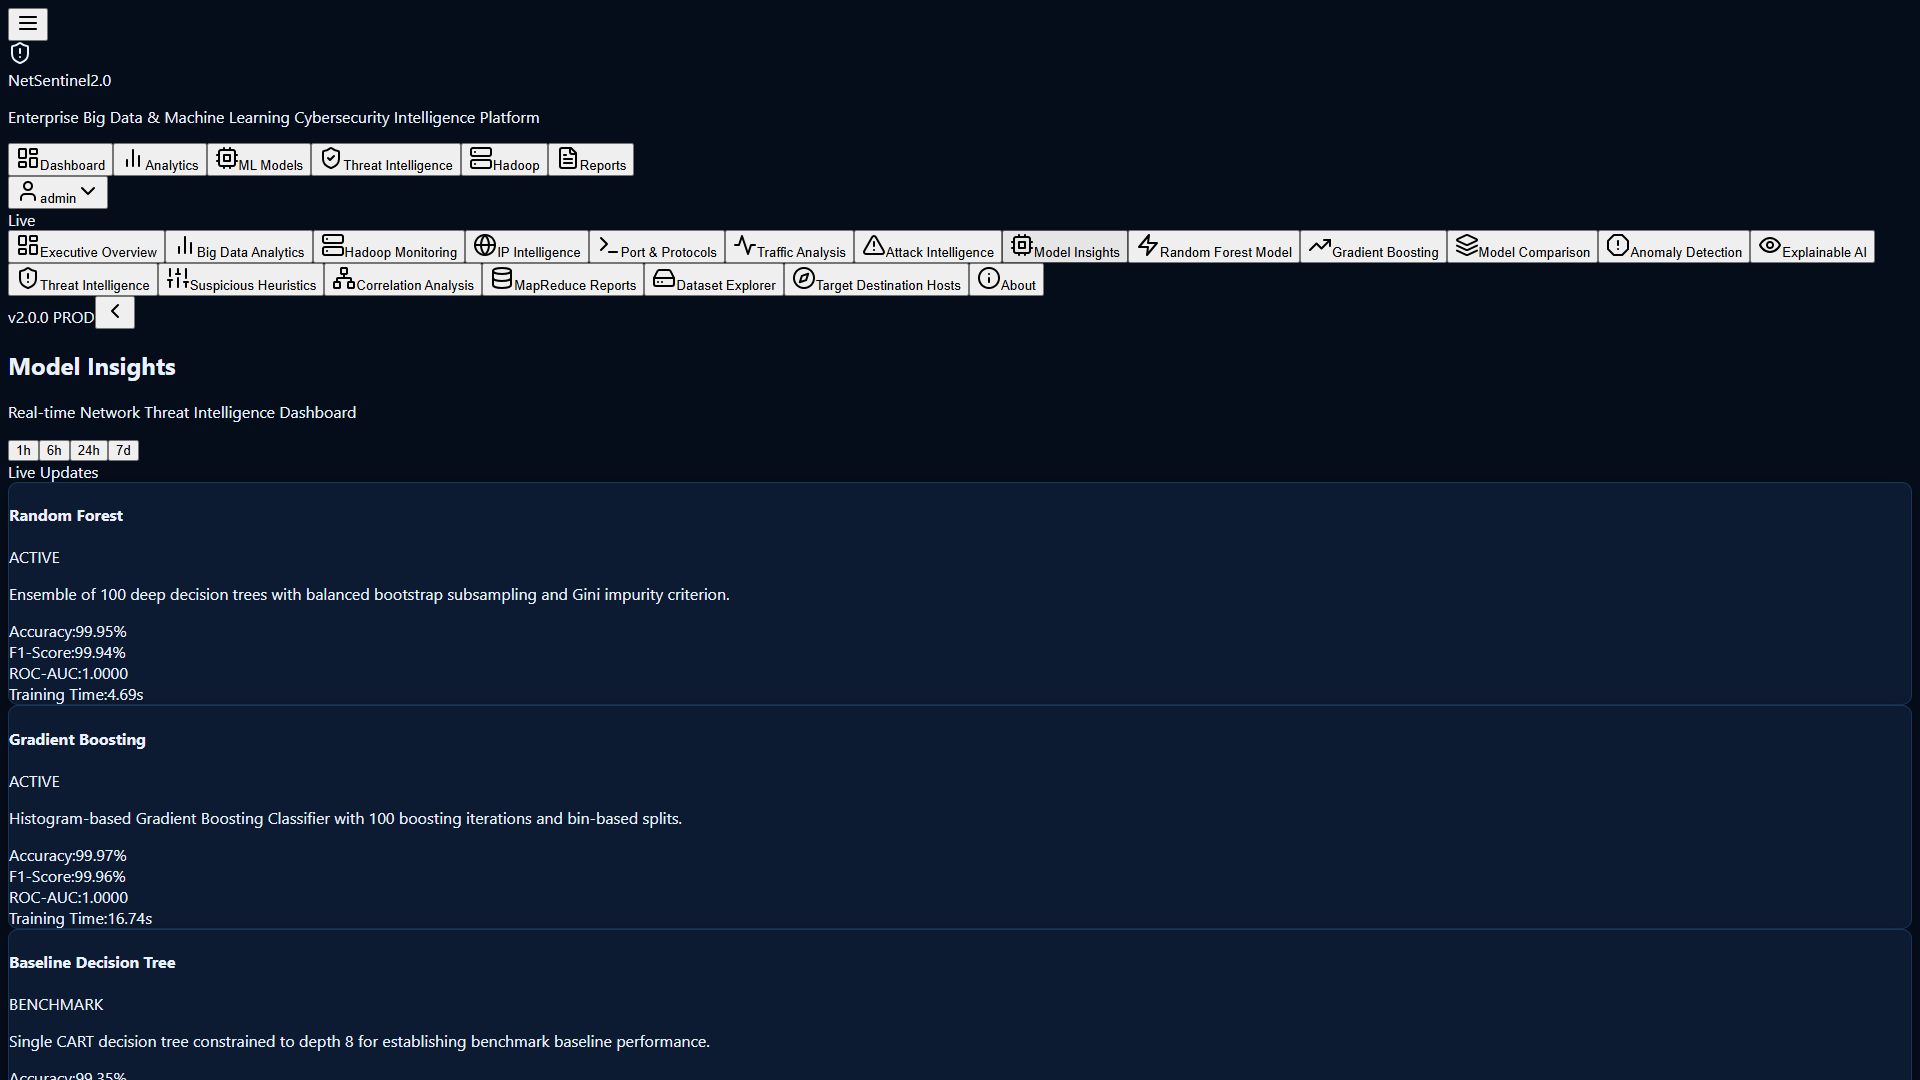 NetSentinel2.0
Enterprise Big Data & Machine Learning Cybersecurity Intelligence Platform
Dashboard Analytics ML Models Threat Intelligence Hadoop Reports
admin
Live
Executive Overview Big Data Analytics Hadoop Monitoring IP Intelligence Port & Protocols Traffic Analysis Attack Intelligence Model Insights Random Forest Model Gradient Boosting Model Comparison Anomaly Detection Explainable AI
Threat Intelligence Suspicious Heuristics Correlation Analysis MapReduce Reports Dataset Explorer Target Destination Hosts About
v2.0.0 PROD
Model Insights
Real-time Network Threat Intelligence Dashboard
1h 6h 24h 7d
Live Updates
Random Forest
ACTIVE
Ensemble of 100 deep decision trees with balanced bootstrap subsampling and Gini impurity criterion.
Accuracy:99.95%
F1-Score:99.94%
ROC-AUC:1.0000
Training Time:4.69s
Gradient Boosting
ACTIVE
Histogram-based Gradient Boosting Classifier with 100 boosting iterations and bin-based splits.
Accuracy:99.97%
F1-Score:99.96%
ROC-AUC:1.0000
Training Time:16.74s
Baseline Decision Tree
BENCHMARK
Single CART decision tree constrained to depth 8 for establishing benchmark baseline performance.
Accuracy:99.35%